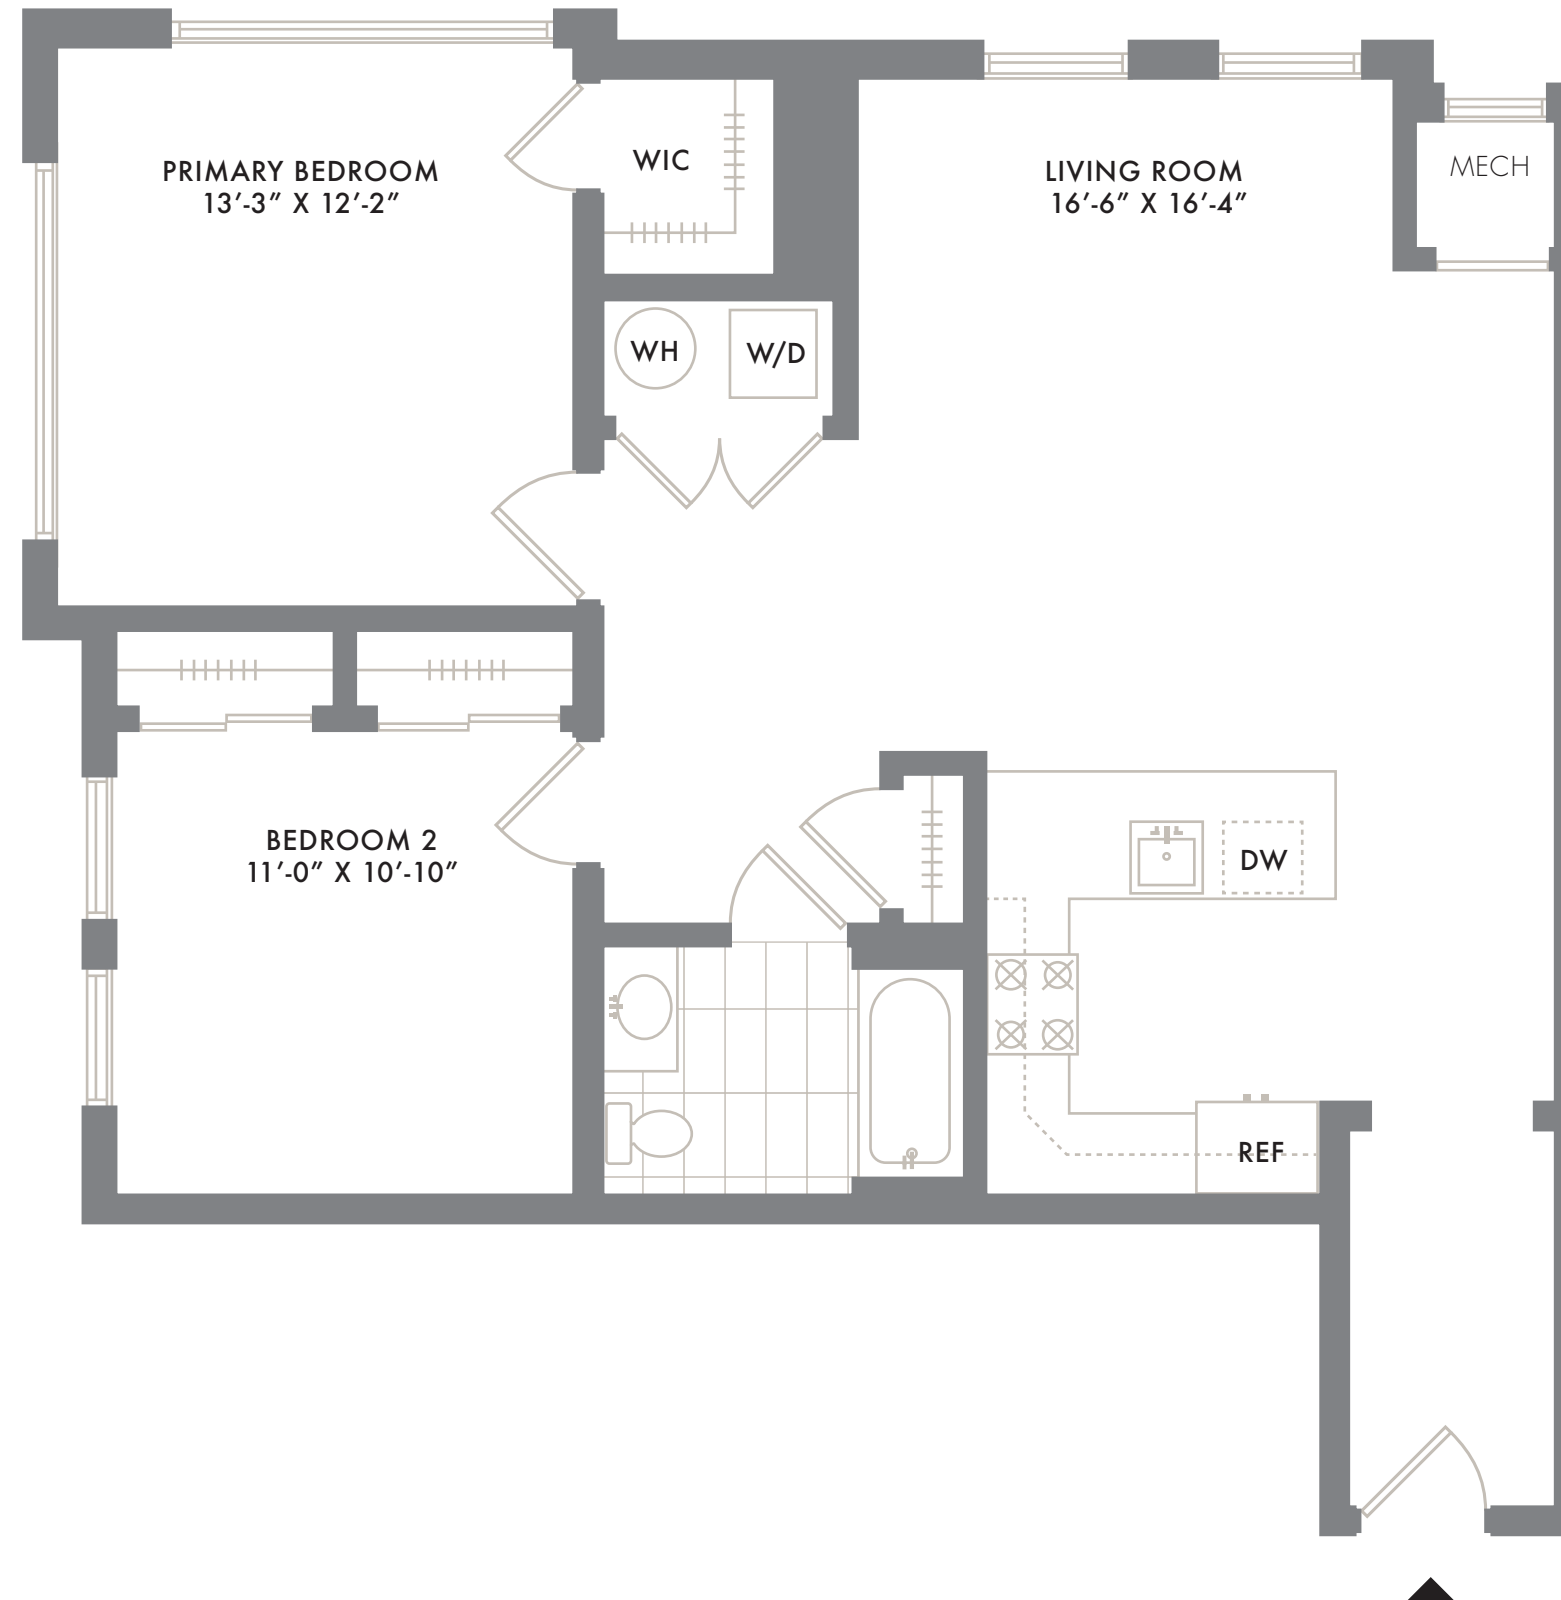 PRIMARY BEDROOM
13′-3″ X 12′-2″
WIC
LIVING ROOM
16′-6″ X 16′-4″
MECH
WH
W/D
BEDROOM 2
11′-0″ X 10′-10″
DW
REF